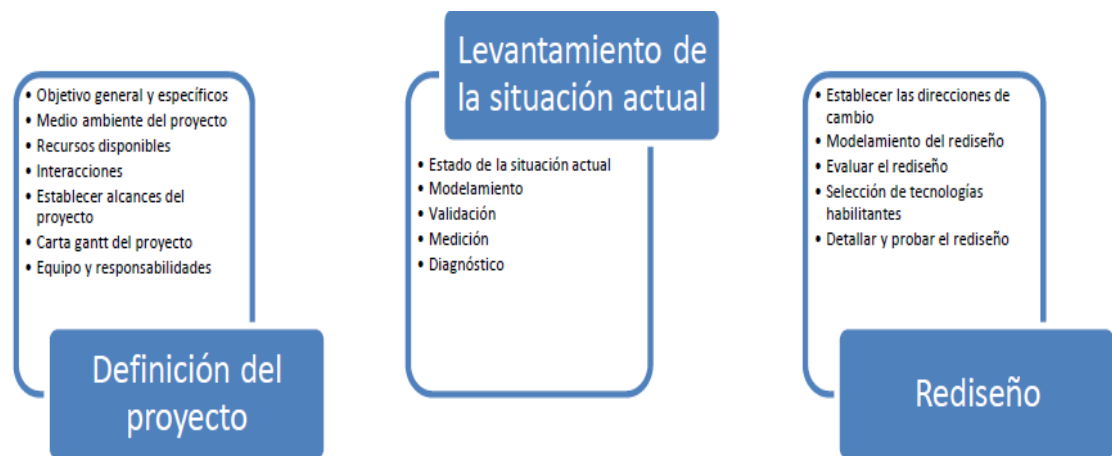 • Objetivo general y específicos
• Medio ambiente del proyecto
• Recursos disponibles
• Interacciones
• Establecer alcances del
proyecto
• Carta gantt del proyecto
• Equipo y responsabilidades
Definición del
proyecto
Levantamiento de
la situación actual
• Estado de la situación actual
• Modelamiento
• Validación
• Medición
• Diagnóstico
• Establecer las direcciones de
cambio
• Modelamiento del rediseño
• Evaluar el rediseño
• Selección de tecnologías
habilitantes
• Detallar y probar el rediseño
Rediseño